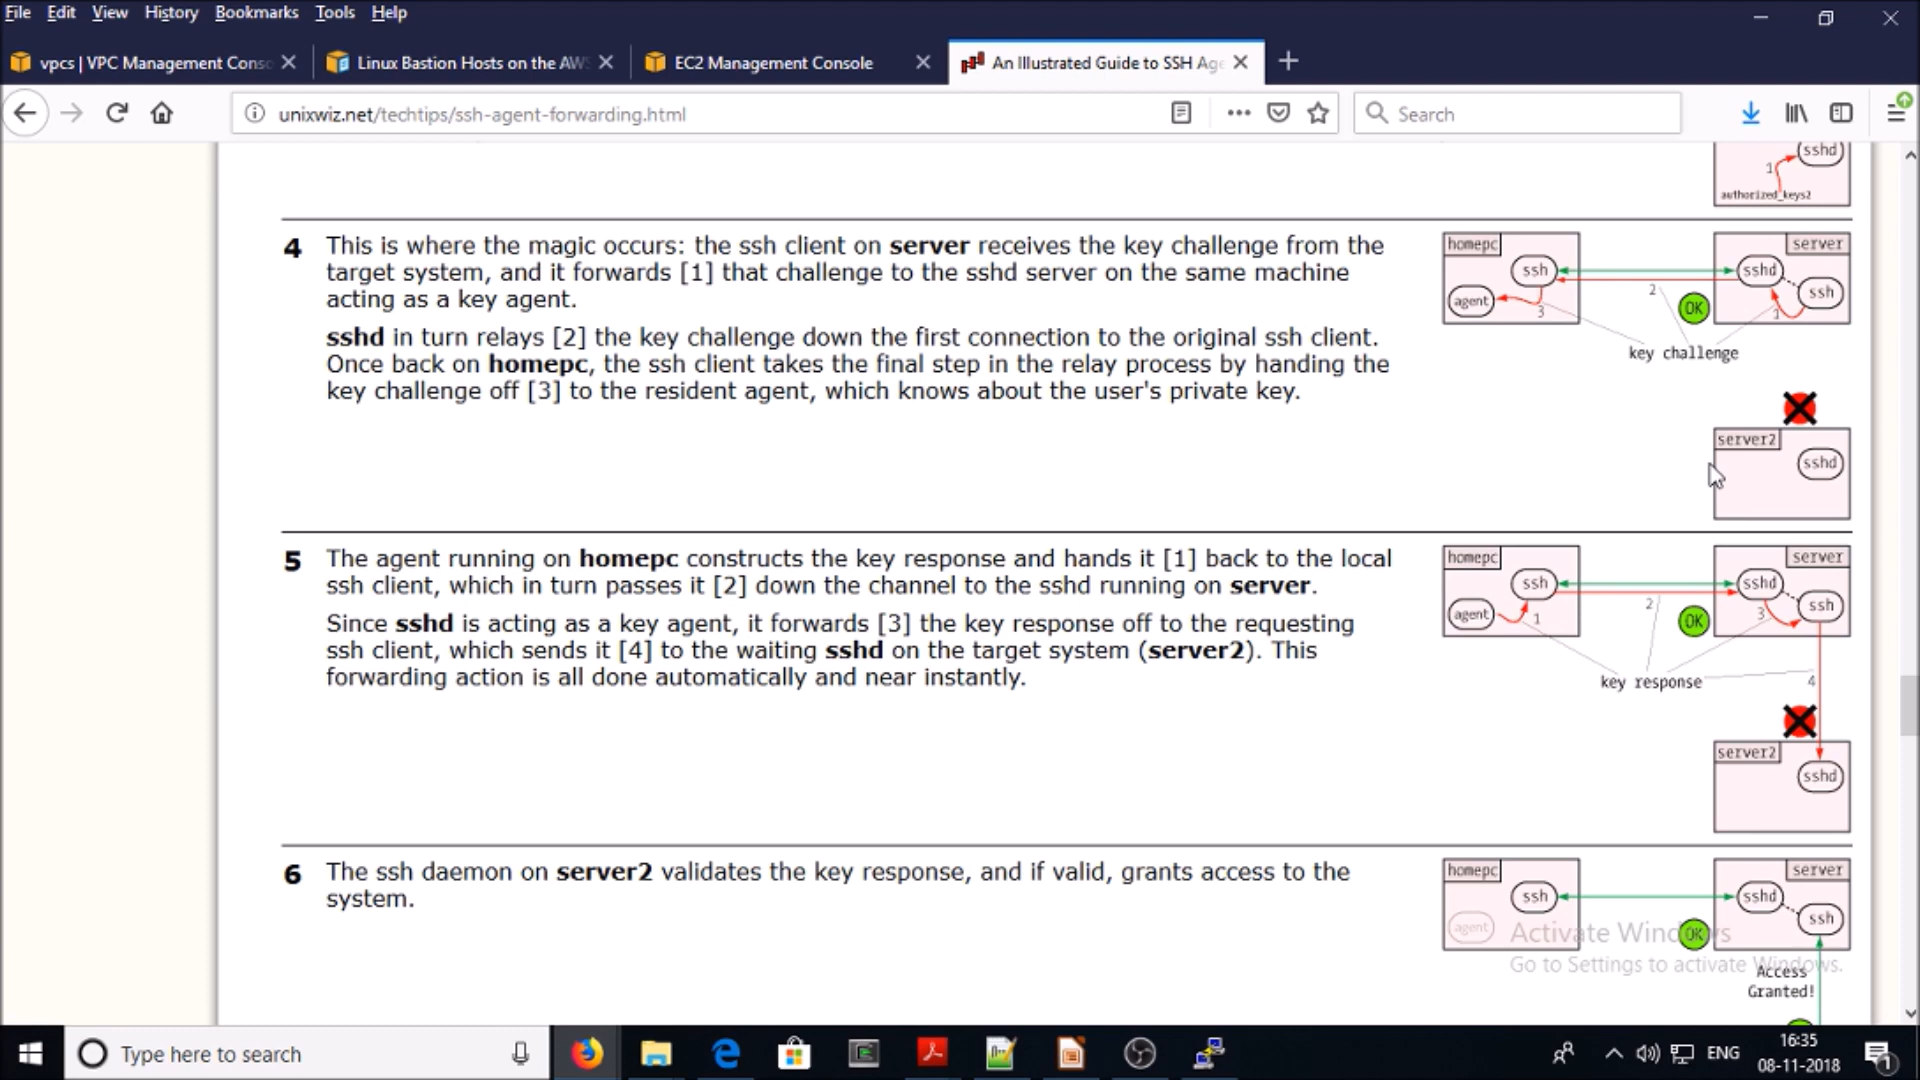 File Edit View History Bookmarks Tools Help
vpcs | VPC Management Conso
Linux Bastion Hosts on the AWS
EC2 Management Console
An Illustrated Guide to SSH Age
unixwiz.net/techtips/ssh-agent-forwarding.html
Search
sshd
1
authorized_keys2
4 This is where the magic occurs: the ssh client on server receives the key challenge from the
target system, and it forwards [1] that challenge to the sshd server on the same machine
acting as a key agent.
sshd in turn relays [2] the key challenge down the first connection to the original ssh client.
Once back on homepc, the ssh client takes the final step in the relay process by handing the
key challenge off [3] to the resident agent, which knows about the user's private key.
homepc
server
ssh
sshd
agent
ssh
2
OK
3
1
key challenge
server2
sshd
5 The agent running on homepc constructs the key response and hands it [1] back to the local
ssh client, which in turn passes it [2] down the channel to the sshd running on server.
Since sshd is acting as a key agent, it forwards [3] the key response off to the requesting
ssh client, which sends it [4] to the waiting sshd on the target system (server2). This
forwarding action is all done automatically and near instantly.
homepc
server
ssh
sshd
agent
ssh
1
2
OK
3
key response
4
server2
sshd
6 The ssh daemon on server2 validates the key response, and if valid, grants access to the
system.
homepc
server
ssh
sshd
agent
ssh
OK
Access
Granted!
Activate Windows
Go to Settings to activate Windows.
Type here to search
ENG
16:35
08-11-2018
1